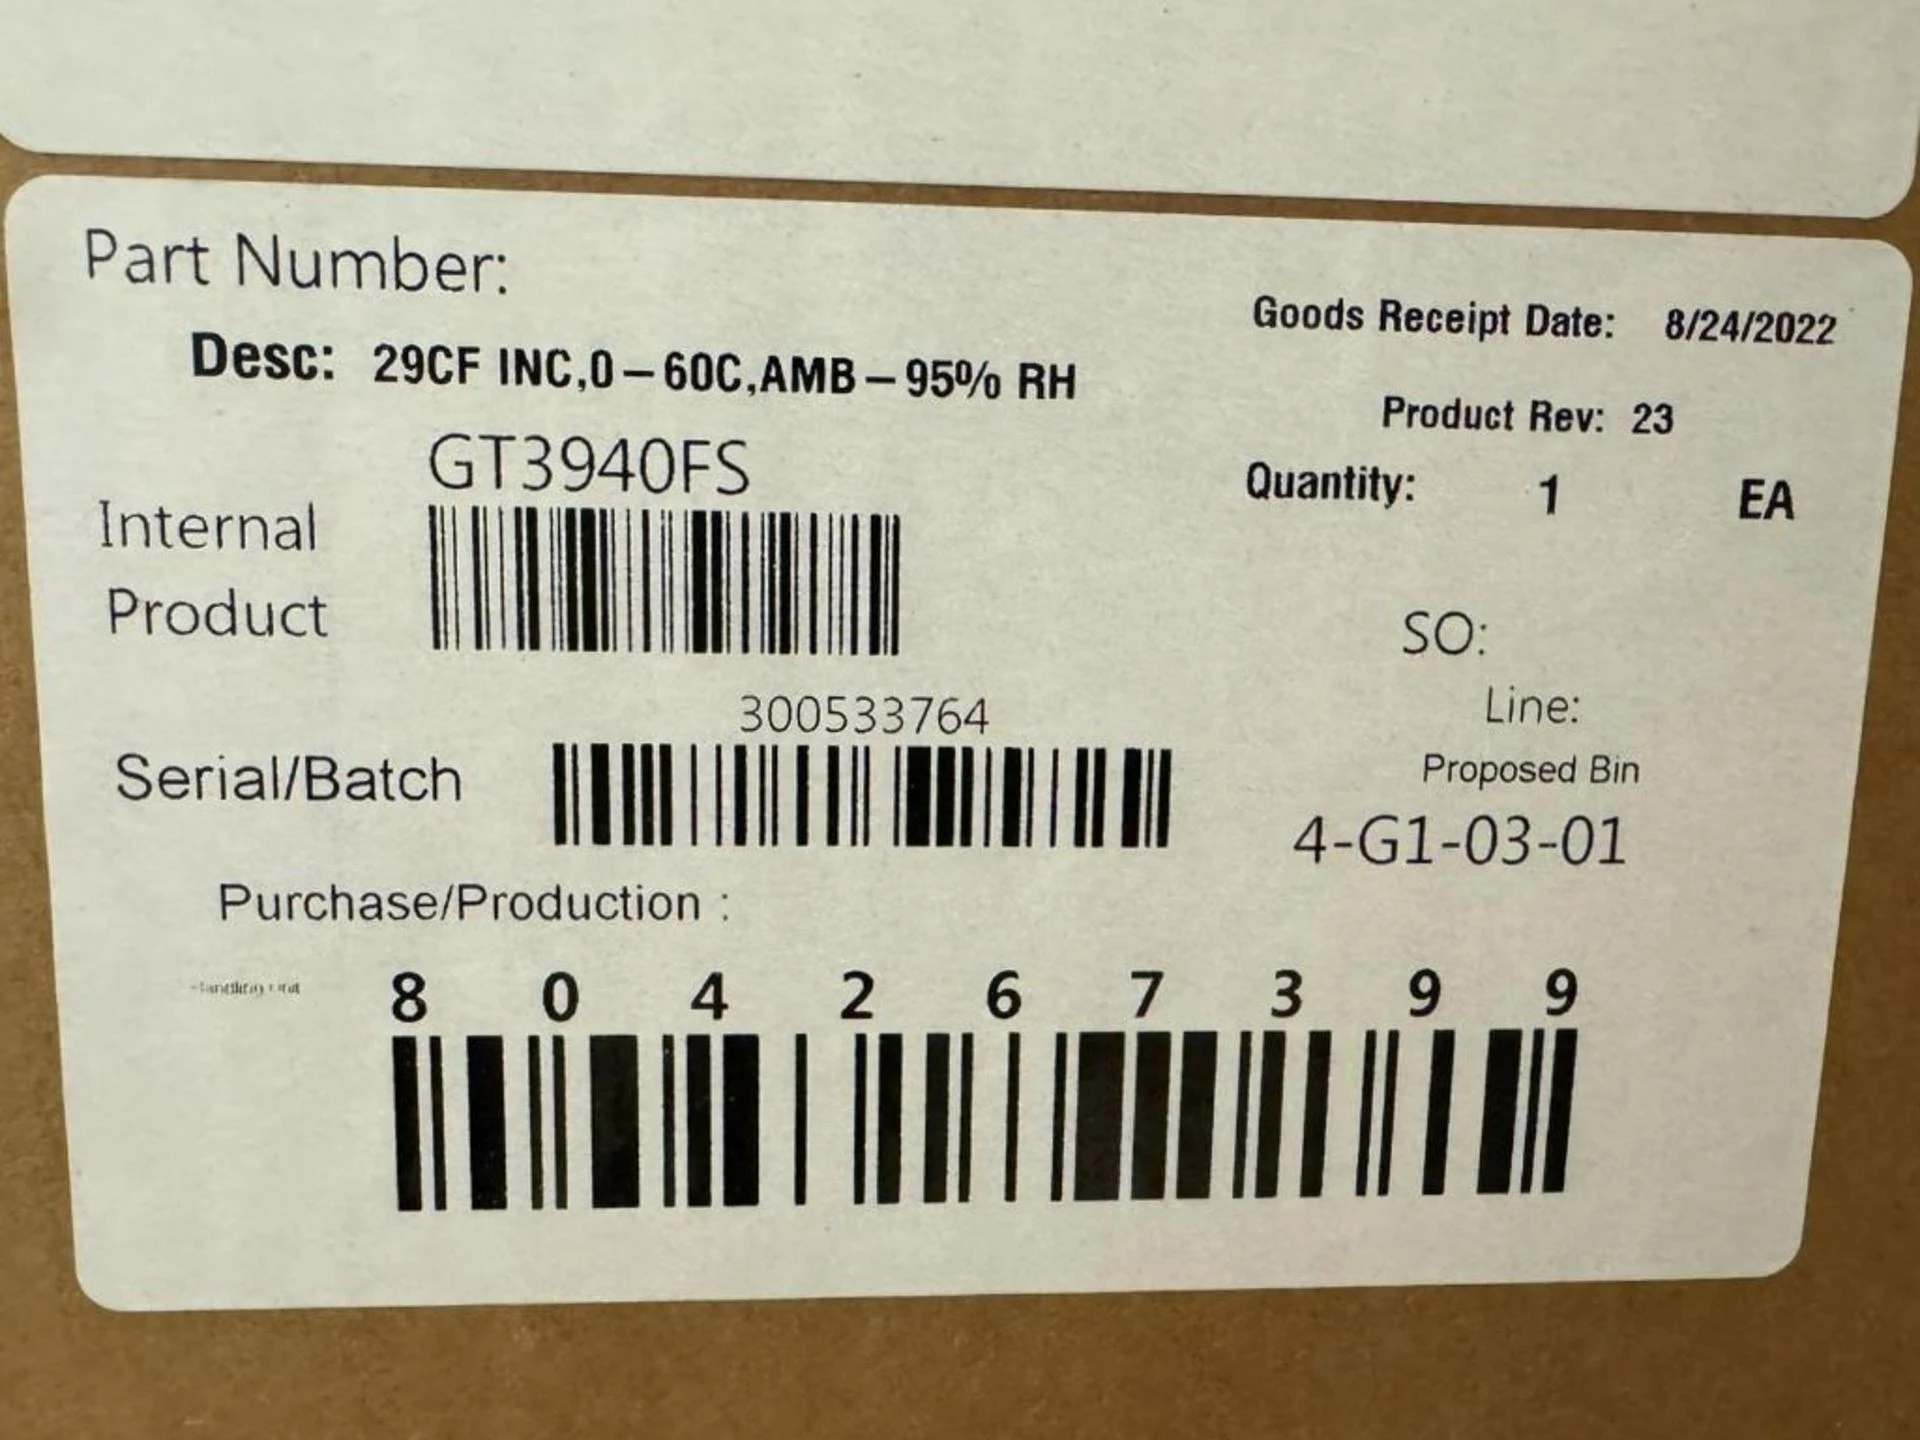 Part Number:
Goods Receipt Date: 8/24/2022
Desc: 29CF INC,0-60C,AMB-95% RH
Product Rev: 23
GT3940FS
Quantity: 1 EA
Internal
Product
SO:
300533764
Line:
Serial/Batch
Proposed Bin
4-G1-03-01
Purchase/Production :
8 0 4 2 6 7 3 9 9